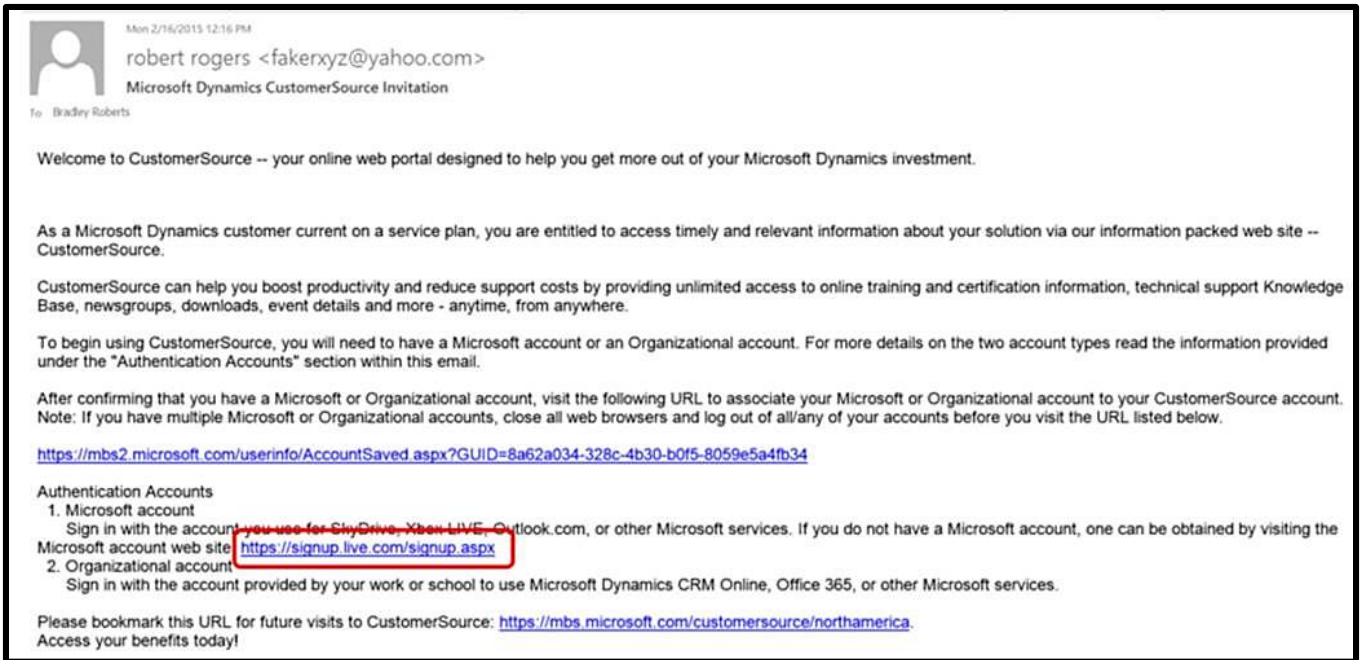 Mon 2/16/2015 12:16 PM
robert rogers <fakerxyz@yahoo.com>
Microsoft Dynamics CustomerSource Invitation
To Bradley Roberts
Welcome to CustomerSource -- your online web portal designed to help you get more out of your Microsoft Dynamics investment.
As a Microsoft Dynamics customer current on a service plan, you are entitled to access timely and relevant information about your solution via our information packed web site --
CustomerSource.
CustomerSource can help you boost productivity and reduce support costs by providing unlimited access to online training and certification information, technical support Knowledge
Base, newsgroups, downloads, event details and more - anytime, from anywhere.
To begin using CustomerSource, you will need to have a Microsoft account or an Organizational account. For more details on the two account types read the information provided
under the "Authentication Accounts" section within this email.
After confirming that you have a Microsoft or Organizational account, visit the following URL to associate your Microsoft or Organizational account to your CustomerSource account.
Note: If you have multiple Microsoft or Organizational accounts, close all web browsers and log out of all/any of your accounts before you visit the URL listed below.
https://mbs2.microsoft.com/userinfo/AccountSaved.aspx?GUID=8a62a034-328c-4b30-b0f5-8059e5a4fb34
Authentication Accounts
1. Microsoft account
Sign in with the account you use for SkyDrive, Xbox LIVE, Outlook.com, or other Microsoft services. If you do not have a Microsoft account, one can be obtained by visiting the
Microsoft account web site: https://signup.live.com/signup.aspx
2. Organizational account
Sign in with the account provided by your work or school to use Microsoft Dynamics CRM Online, Office 365, or other Microsoft services.
Please bookmark this URL for future visits to CustomerSource: https://mbs.microsoft.com/customersource/northamerica.
Access your benefits today!